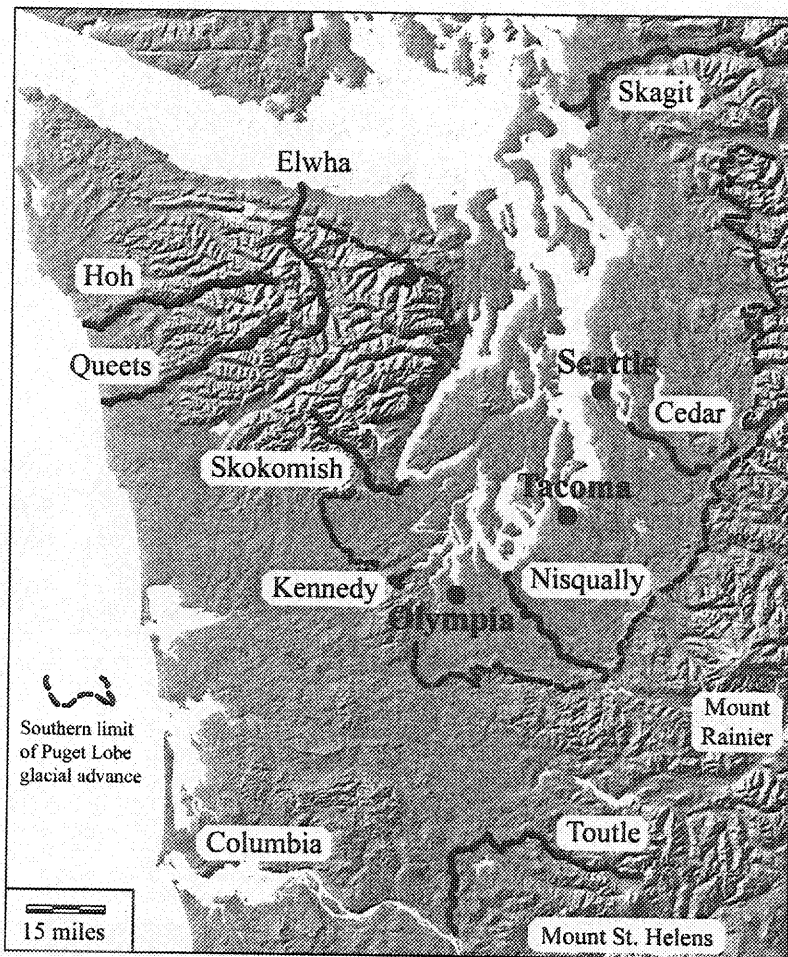 Skagit
Elwha
Hoh
Queets
Seattle
Cedar
Skokomish
Tacoma
Kennedy
Nisqually
Olympia
Southern limit
of Puget Lobe
glacial advance
Mount
Rainier
Columbia
Toutle
15 miles
Mount St. Helens